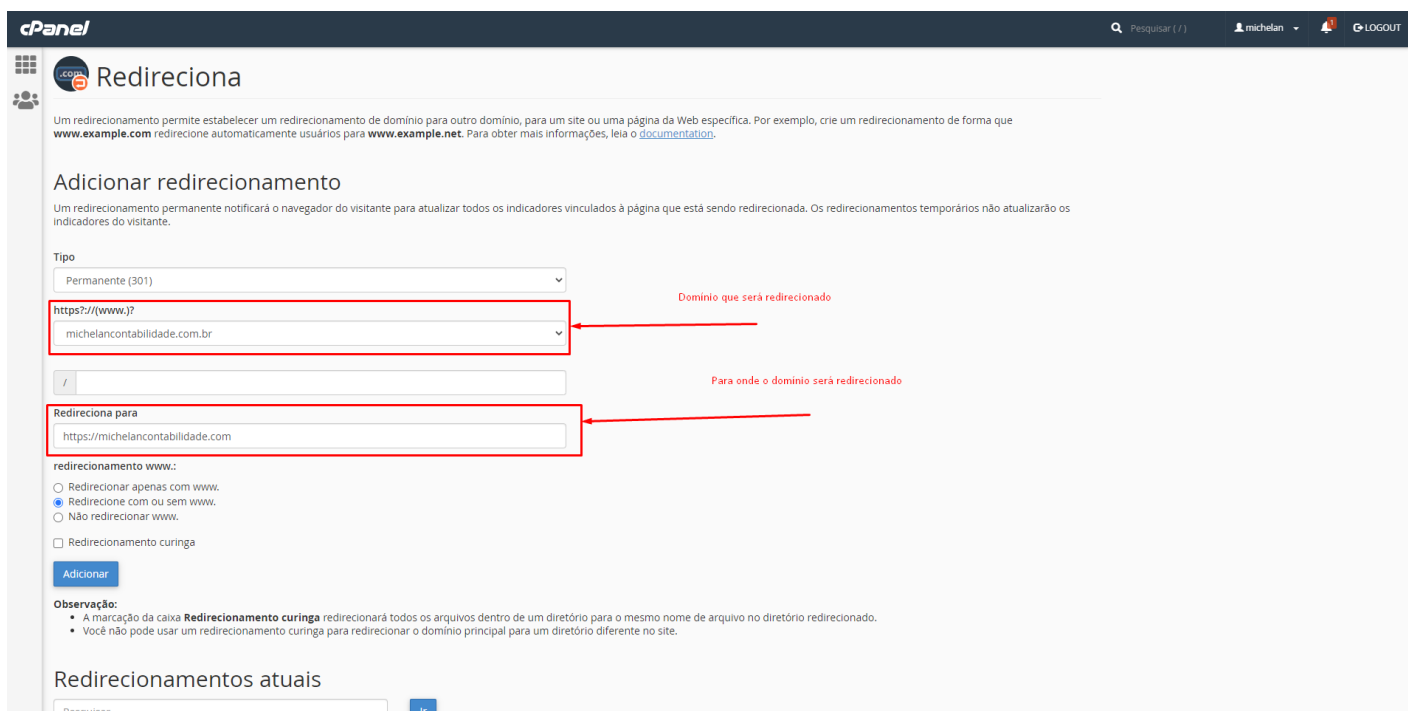 cPanel
Pesquisar ( / )
michelan
1
LOGOUT
.com
Redireciona
Um redirecionamento permite estabelecer um redirecionamento de domínio para outro domínio, para um site ou uma página da Web específica. Por exemplo, crie um redirecionamento de forma que
www.example.com redirecione automaticamente usuários para www.example.net. Para obter mais informações, leia o documentation.
Adicionar redirecionamento
Um redirecionamento permanente notificará o navegador do visitante para atualizar todos os indicadores vinculados à página que está sendo redirecionada. Os redirecionamentos temporários não atualizarão os
indicadores do visitante.
Tipo
Permanente (301)
Domínio que será redirecionado
https?://(www.)?
michelancontabilidade.com.br
/
Para onde o domínio será redirecionado
Redireciona para
https://michelancontabilidade.com
redirecionamento www.:
Redirecionar apenas com www.
Redirecione com ou sem www.
Não redirecionar www.
Redirecionamento curinga
Adicionar
Observação:
• A marcação da caixa Redirecionamento curinga redirecionará todos os arquivos dentro de um diretório para o mesmo nome de arquivo no diretório redirecionado.
• Você não pode usar um redirecionamento curinga para redirecionar o domínio principal para um diretório diferente no site.
Redirecionamentos atuais
Pesquisar
Ir